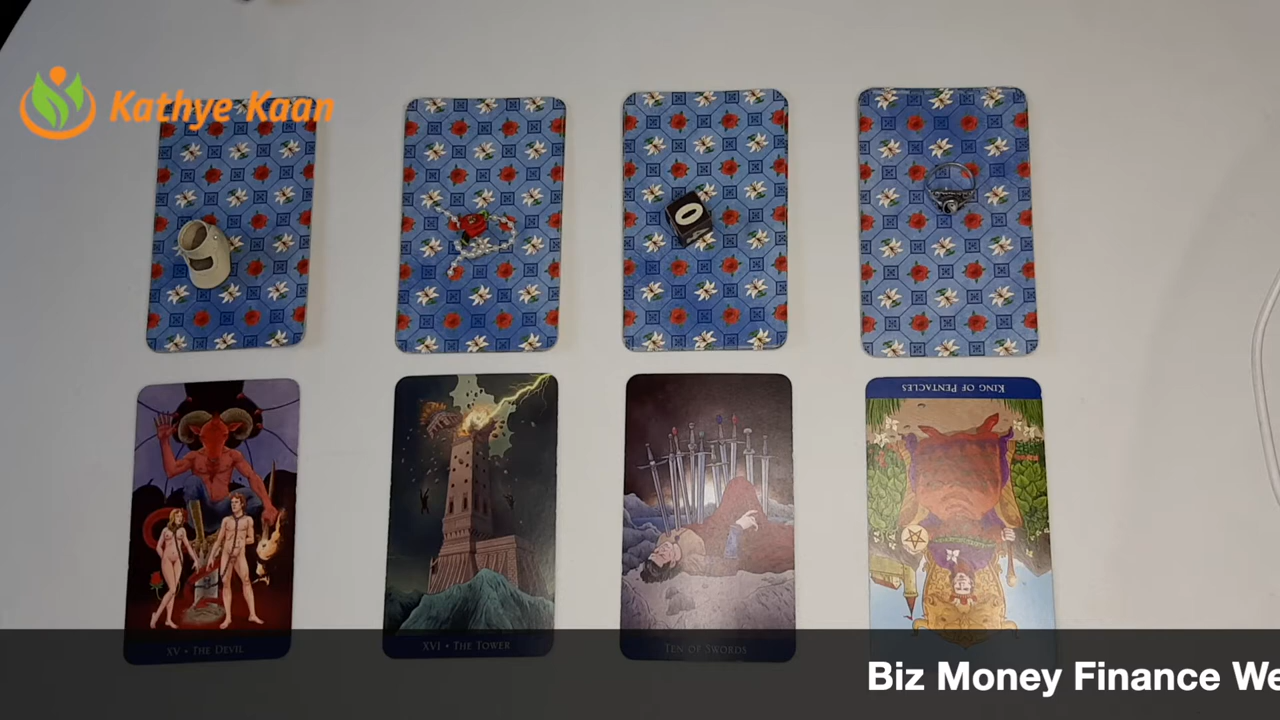 Kathye Kaan
KING OF PENTACLES
XV • THE DEVIL
XVI • THE TOWER
TEN OF SWORDS
Biz Money Finance We